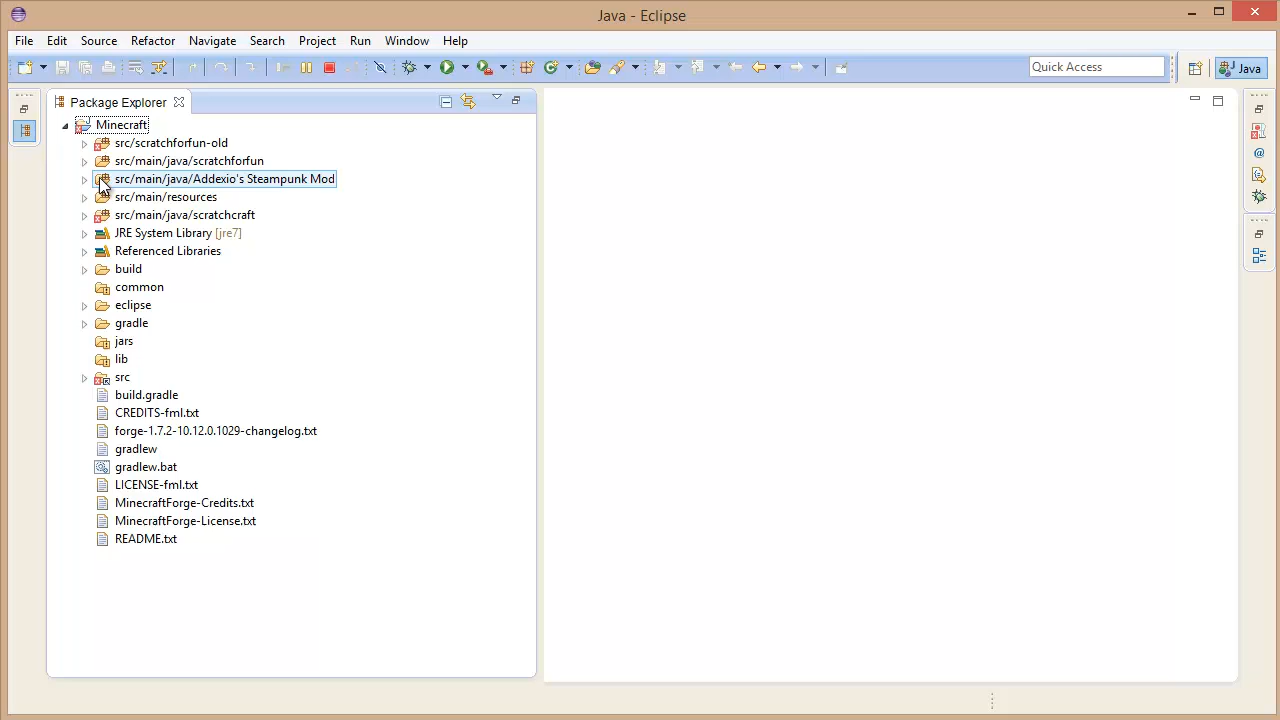 Java - Eclipse
File Edit Source Refactor Navigate Search Project Run Window Help
Quick Access
Java
Package Explorer
Minecraft
src/scratchforfun-old
src/main/java/scratchforfun
src/main/java/Addexio's Steampunk Mod
src/main/resources
src/main/java/scratchcraft
JRE System Library [jre7]
Referenced Libraries
build
common
eclipse
gradle
jars
lib
src
build.gradle
CREDITS-fml.txt
forge-1.7.2-10.12.0.1029-changelog.txt
gradlew
gradlew.bat
LICENSE-fml.txt
MinecraftForge-Credits.txt
MinecraftForge-License.txt
README.txt